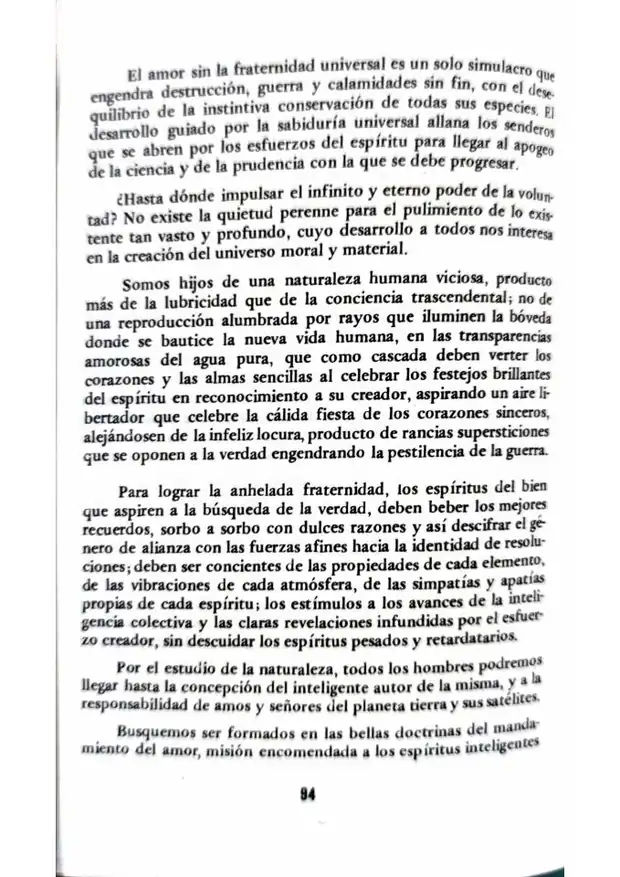 El amor sin la fraternidad universal es un solo simulacro que
engendra destrucción, guerra y calamidades sin fin, con el dese-
quilibrio de la instintiva conservación de todas sus especies. El
desarrollo guiado por la sabiduría universal allana los senderos
que se abren por los esfuerzos del espíritu para llegar al apogeo
de la ciencia y de la prudencia con la que se debe progresar.
¿Hasta dónde impulsar el infinito y eterno poder de la volun-
tad? No existe la quietud perenne para el pulimiento de lo exis-
tente tan vasto y profundo, cuyo desarrollo a todos nos interesa
en la creación del universo moral y material.
Somos hijos de una naturaleza humana viciosa, producto
más de la lubricidad que de la conciencia trascendental; no de
una reproducción alumbrada por rayos que iluminen la bóveda
donde se bautice la nueva vida humana, en las transparencias
amorosas del agua pura, que como cascada deben verter los
corazones y las almas sencillas al celebrar los festejos brillantes
del espíritu en reconocimiento a su creador, aspirando un aire li-
bertador que celebre la cálida fiesta de los corazones sinceros,
alejándosen de la infeliz locura, producto de rancias supersticiones
que se oponen a la verdad engendrando la pestilencia de la guerra.
Para lograr la anhelada fraternidad, los espíritus del bien
que aspiren a la búsqueda de la verdad, deben beber los mejores
recuerdos, sorbo a sorbo con dulces razones y así descifrar el gé-
nero de alianza con las fuerzas afines hacia la identidad de resolu-
ciones; deben ser concientes de las propiedades de cada elemento,
de las vibraciones de cada atmósfera, de las simpatías y apatías
propias de cada espíritu; los estímulos a los avances de la inteli-
gencia colectiva y las claras revelaciones infundidas por el esfuer-
zo creador, sin descuidar los espíritus pesados y retardatarios.
Por el estudio de la naturaleza, todos los hombres podremos
llegar hasta la concepción del inteligente autor de la misma, y a la
responsabilidad de amos y señores del planeta tierra y sus satélites.
Busquemos ser formados en las bellas doctrinas del manda-
miento del amor, misión encomendada a los espíritus inteligentes
94